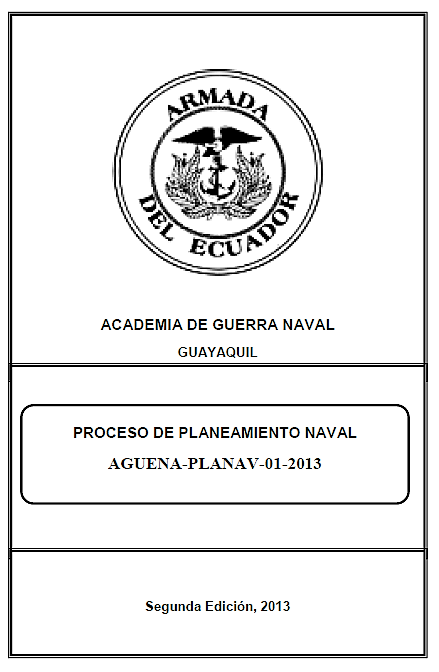 ARMADA
DEL ECUADOR
ACADEMIA DE GUERRA NAVAL
GUAYAQUIL
PROCESO DE PLANEAMIENTO NAVAL
AGUENA-PLANAV-01-2013
Segunda Edición, 2013